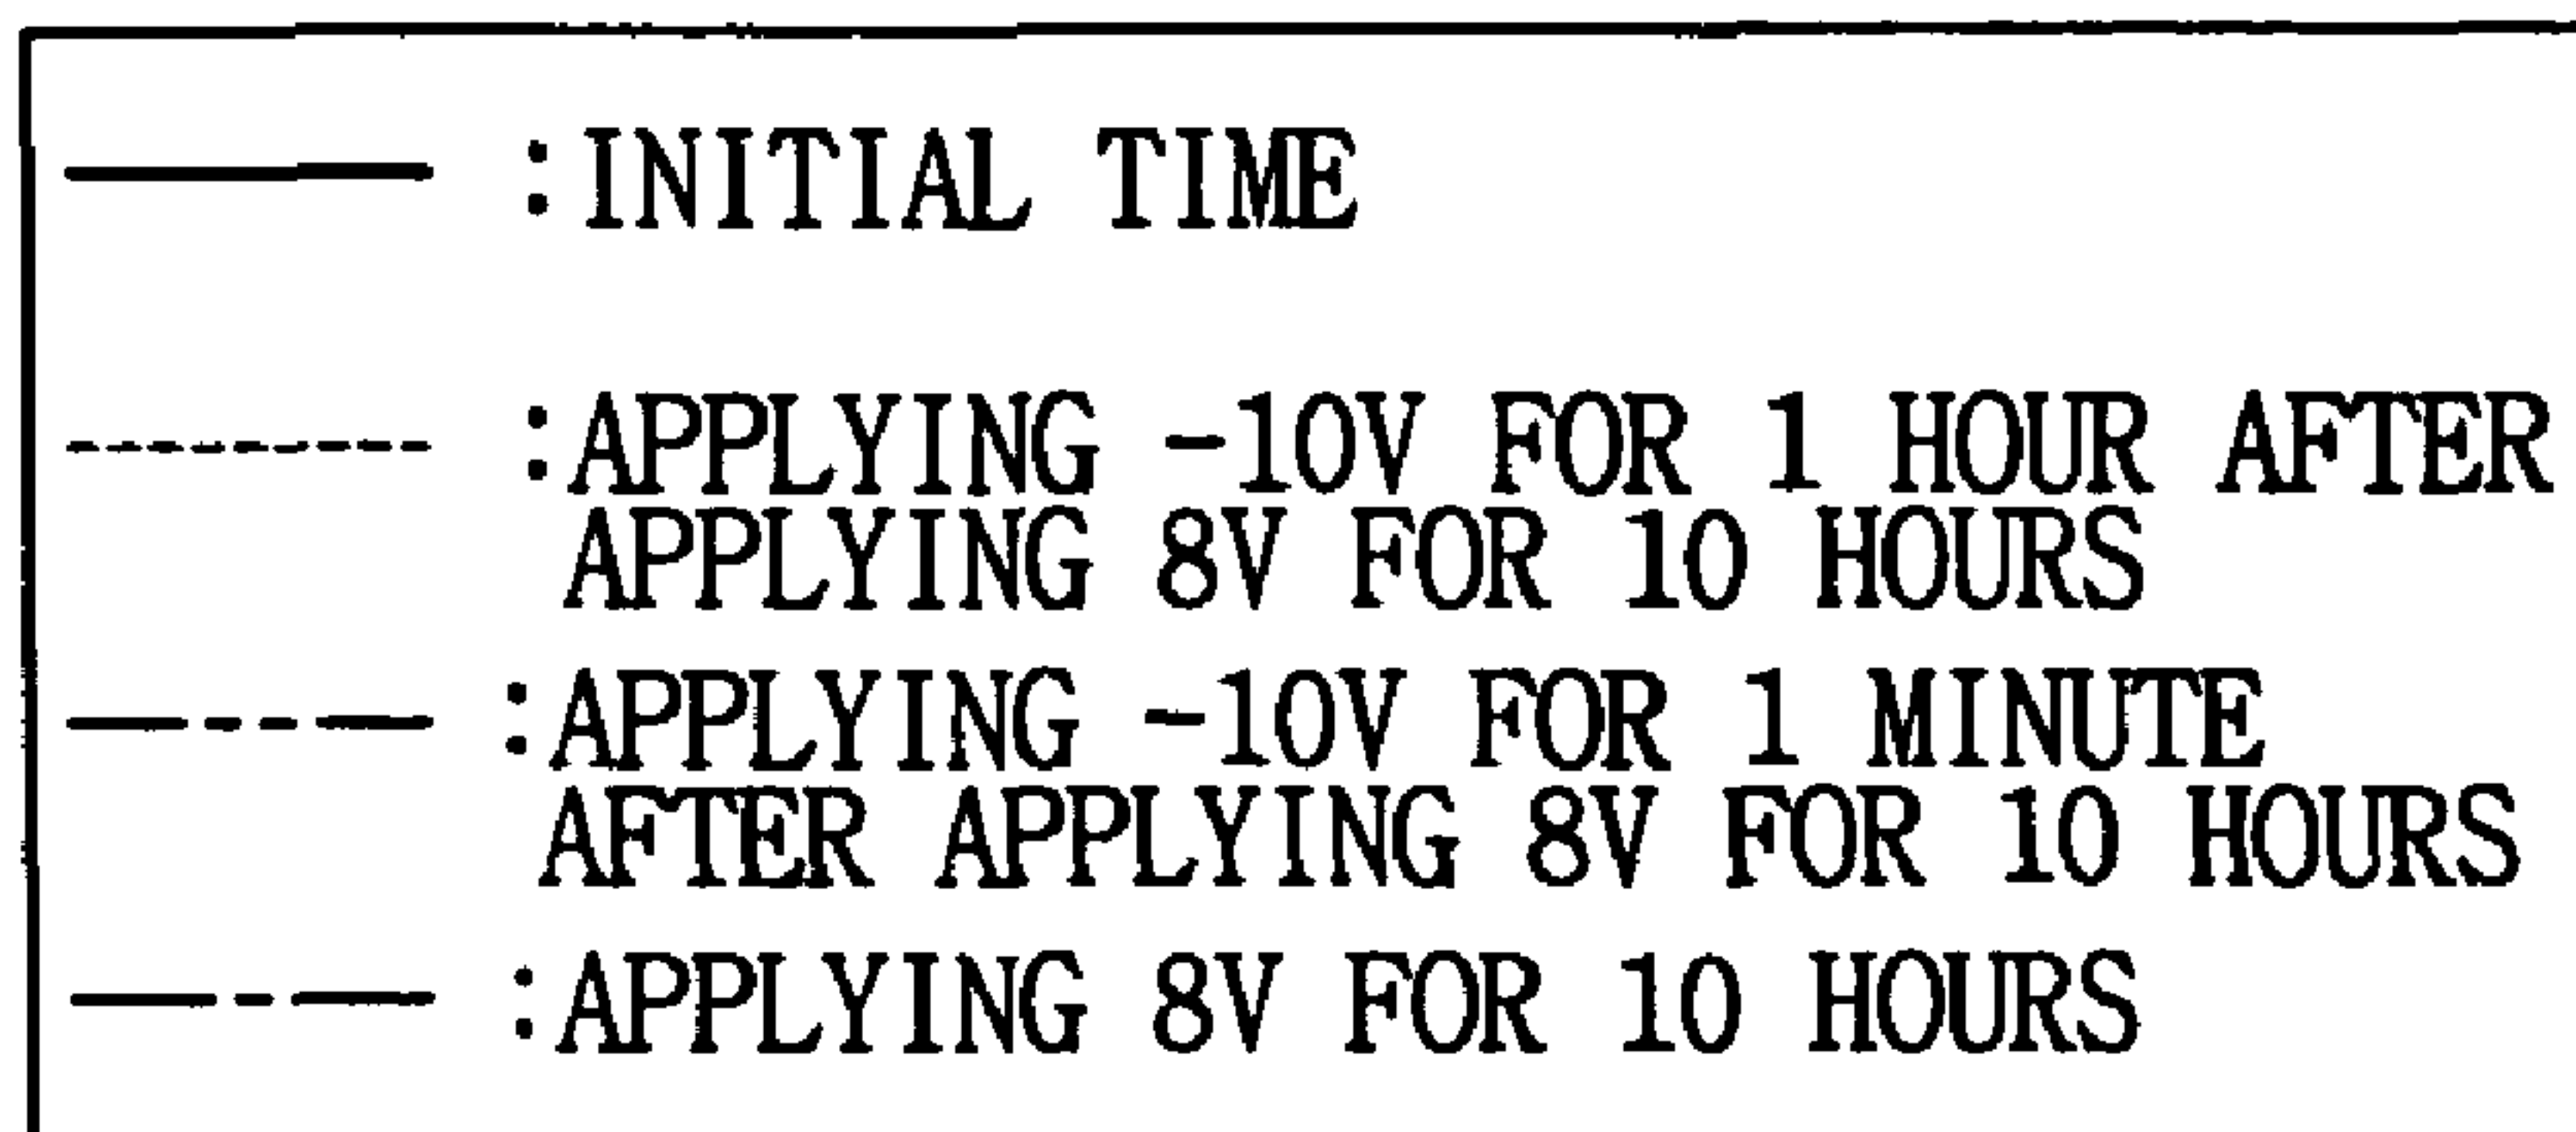 :INITIAL TIME
:APPLYING -10V FOR 1 HOUR AFTER
APPLYING 8V FOR 10 HOURS
:APPLYING -10V FOR 1 MINUTE
AFTER APPLYING 8V FOR 10 HOURS
:APPLYING 8V FOR 10 HOURS